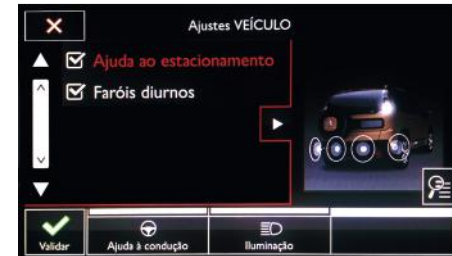 Ajustes VEÍCULO
Ajuda ao estacionamento
Faróis diurnos
Validar
Ajuda à condução
Iluminação